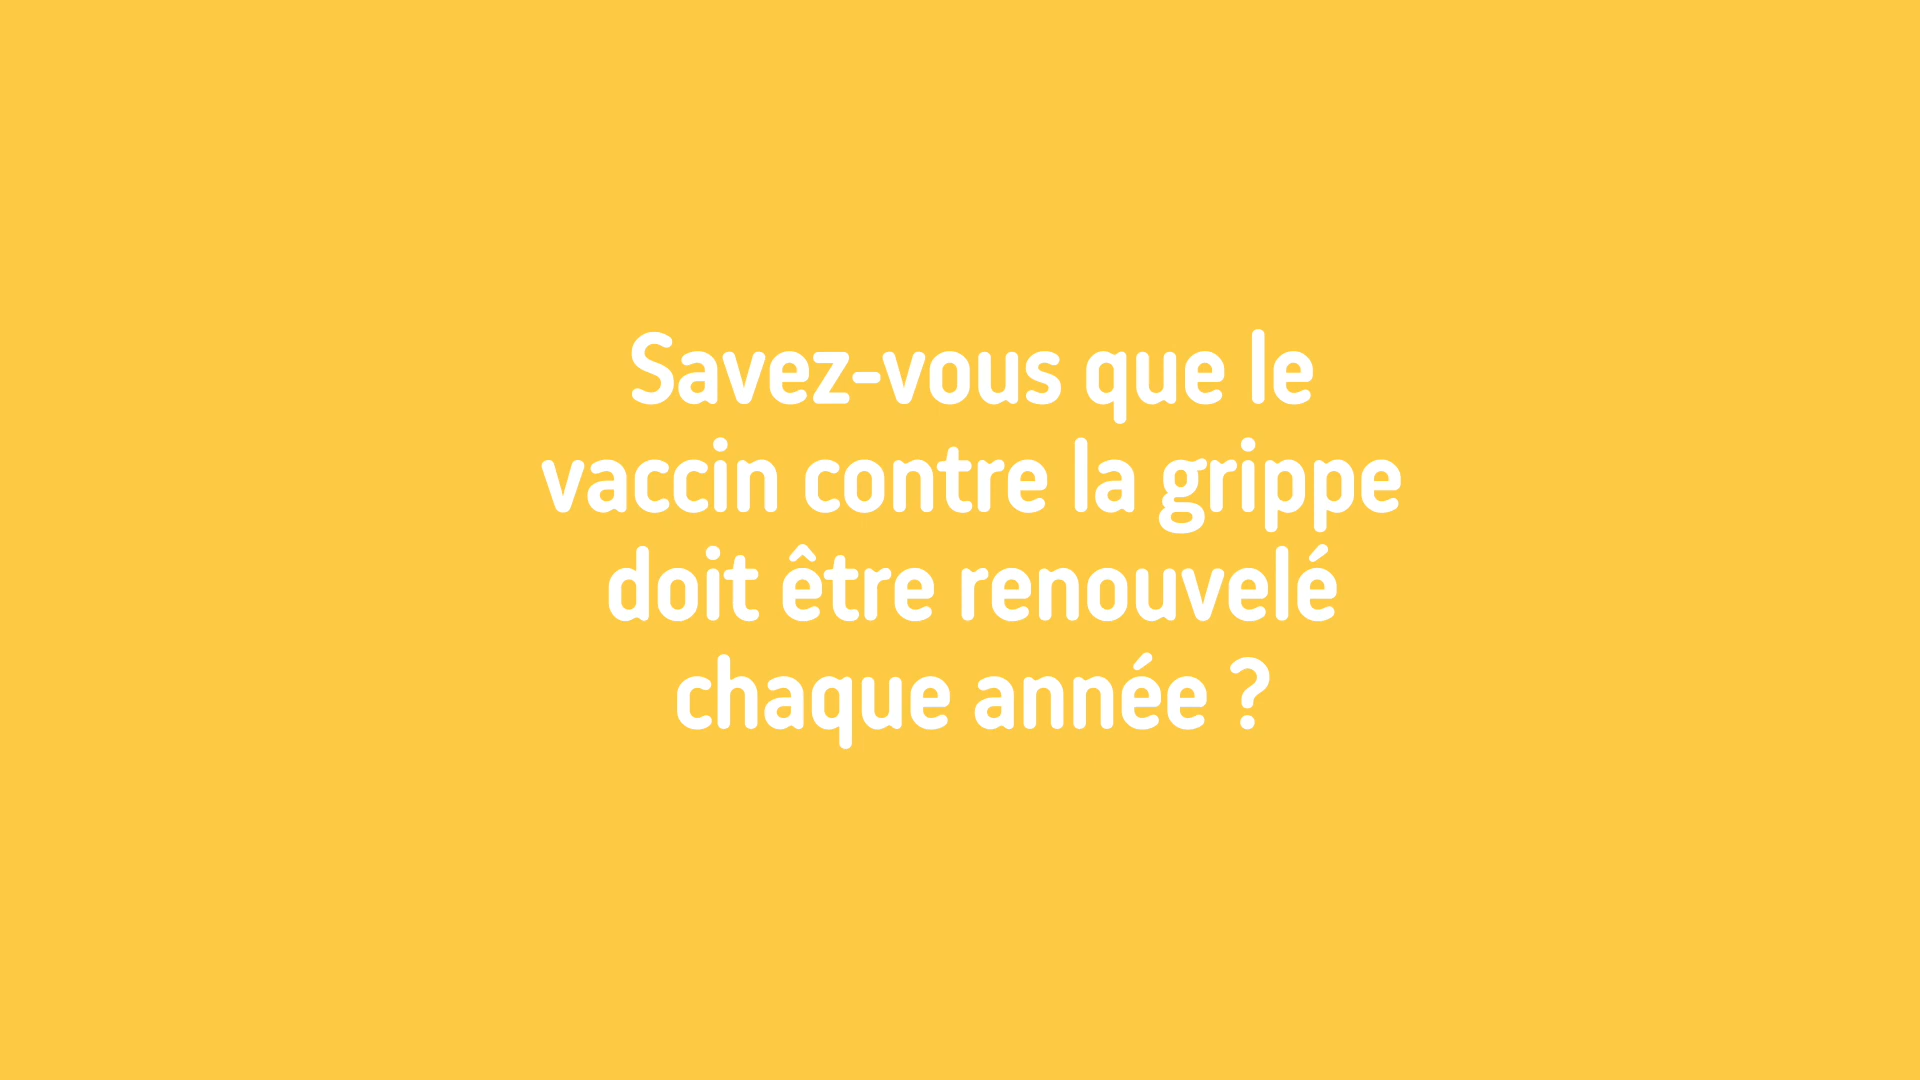 Savez-vous que le
vaccin contre la grippe
doit être renouvelé
chaque année ?